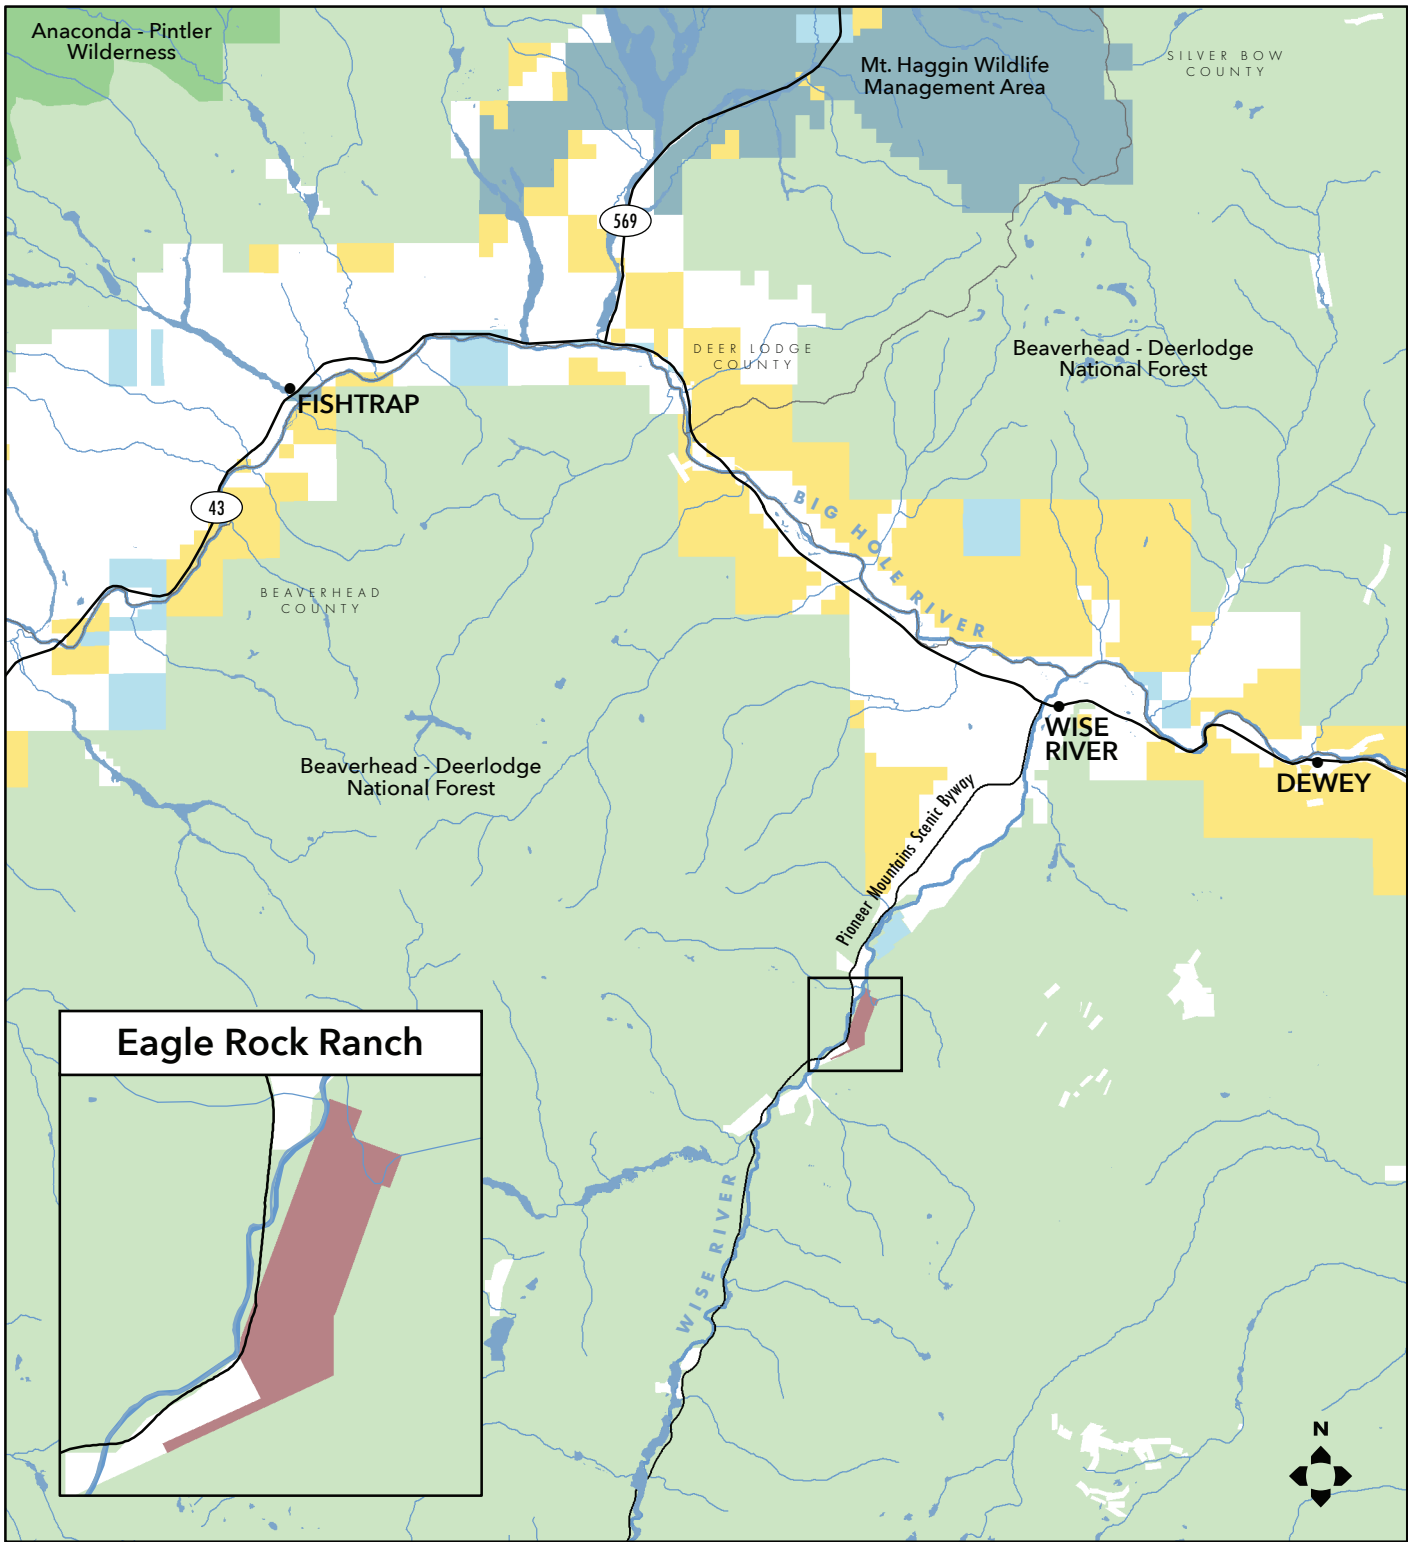 Anaconda - Pintler
Wilderness
Mt. Haggin Wildlife
Management Area
SILVER BOW
COUNTY
569
DEER LODGE
COUNTY
Beaverhead - Deerlodge
National Forest
FISHTRAP
43
BIG HOLE RIVER
BEAVERHEAD
COUNTY
WISE
RIVER
DEWEY
Beaverhead - Deerlodge
National Forest
Pioneer Mountains Scenic Byway
Eagle Rock Ranch
WISE RIVER
N